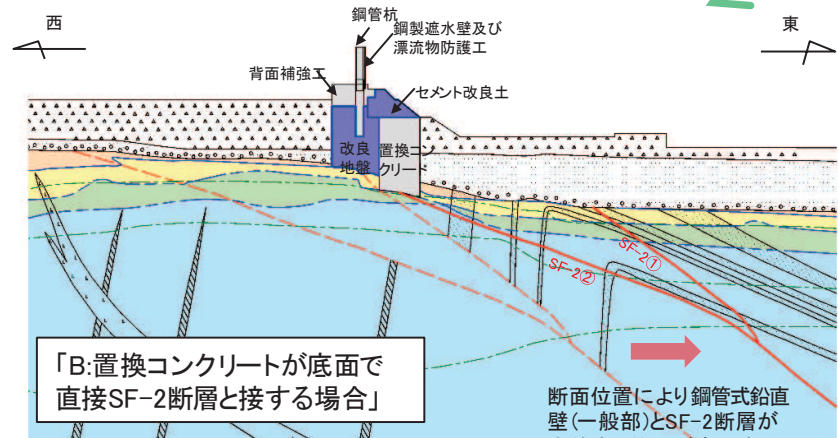 西
東
鋼管杭
鋼製遮水壁及び
漂流物防護工
背面補強工
セメント改良土
改良
地盤
置換コン
クリート
SF-2①
SF-2②
「B:置換コンクリートが底面で
直接SF-2断層と接する場合」
断面位置により鋼管式鉛直
壁(一般部)とSF-2断層が